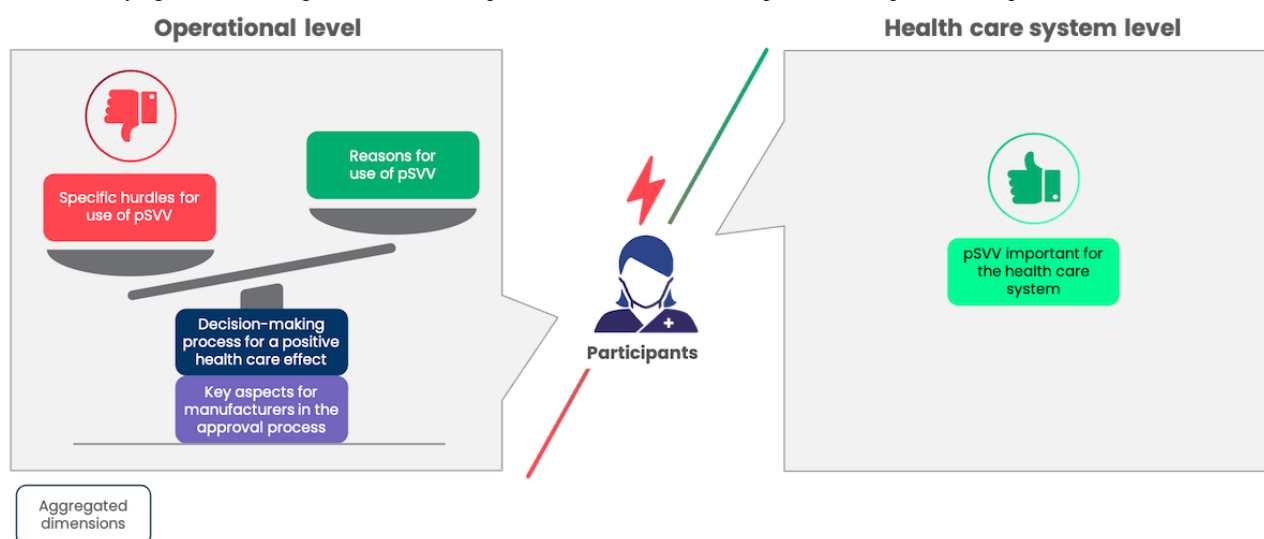 Operational level
Health care system level
Specific hurdles for
use of pSVV
Reasons for
use of pSVV
Decision-making
process for a positive
health care effect
Key aspects for
manufacturers in the
approval process
Participants
pSVV important for
the health care
system
Aggregated
dimensions